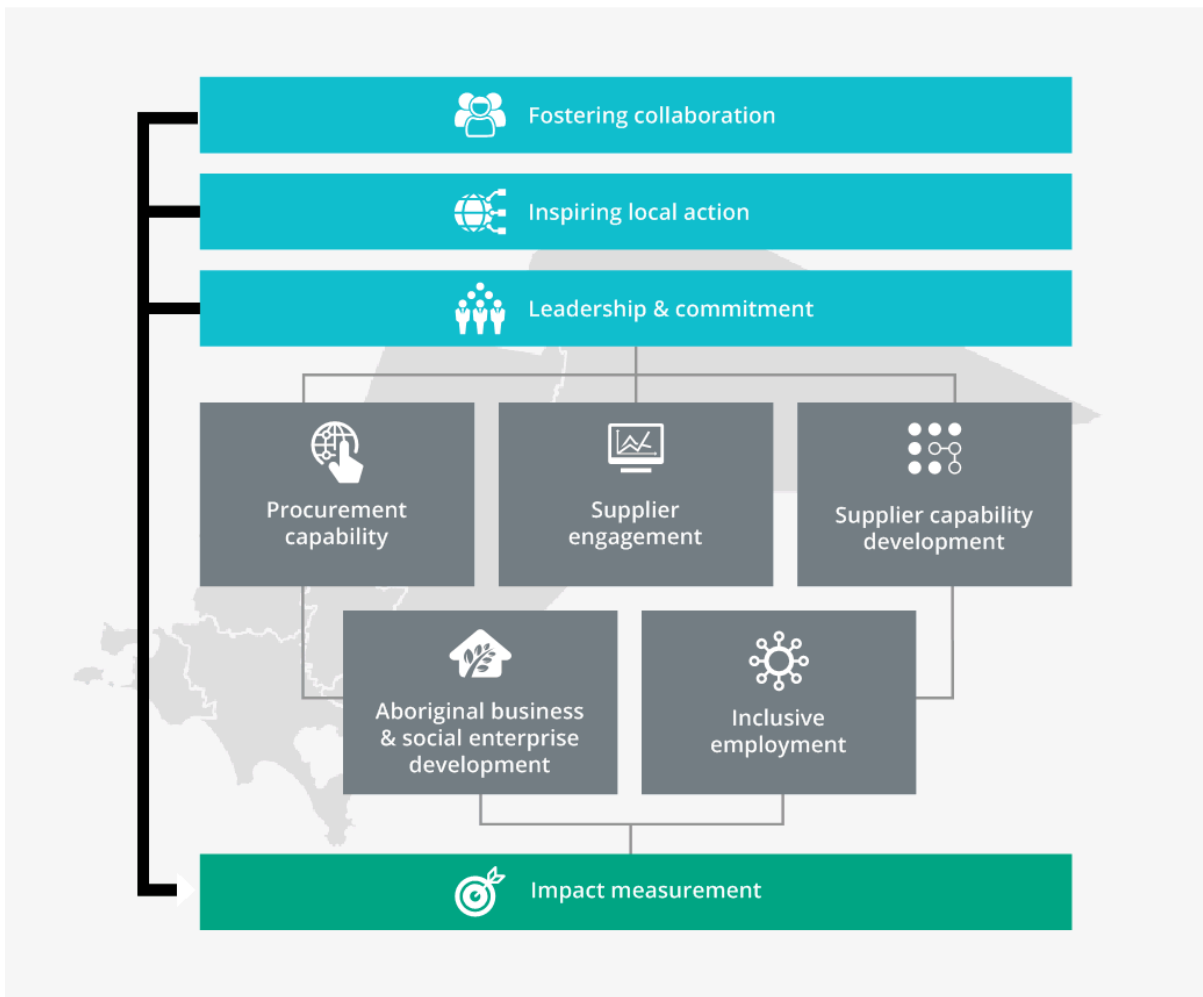 Fostering collaboration
Inspiring local action
Leadership & commitment
Procurement
capability
Supplier
engagement
Supplier capability
development
Aboriginal business
& social enterprise
development
Inclusive
employment
Impact measurement